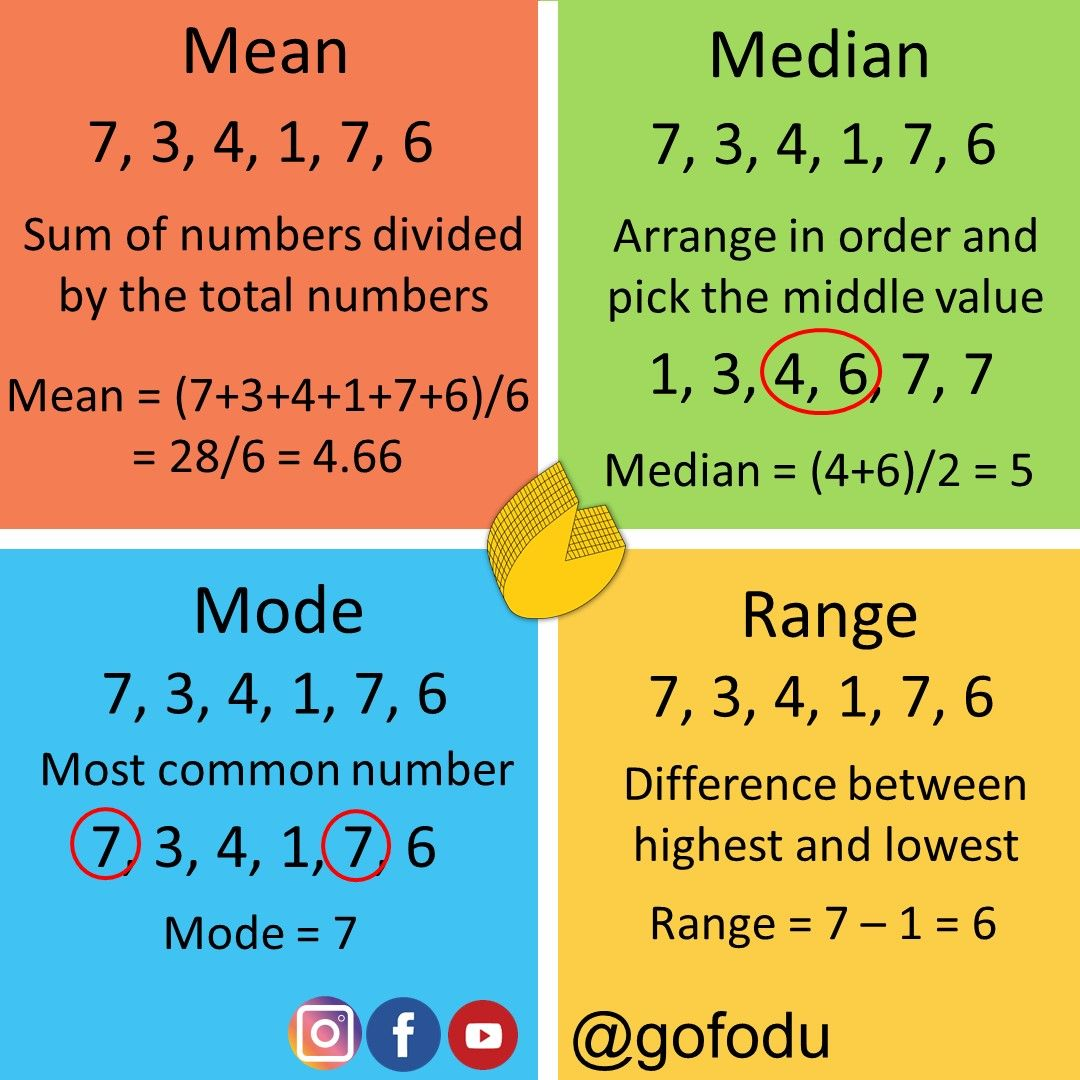 Mean
7, 3, 4, 1, 7, 6
Sum of numbers divided
by the total numbers
Mean = (7+3+4+1+7+6)/6
= 28/6 = 4.66
Median
7, 3, 4, 1, 7, 6
Arrange in order and
pick the middle value
1, 3, 4, 6, 7, 7
Median = (4+6)/2 = 5
Mode
7, 3, 4, 1, 7, 6
Most common number
7, 3, 4, 1, 7, 6
Mode = 7
Range
7, 3, 4, 1, 7, 6
Difference between
highest and lowest
Range = 7 – 1 = 6
@gofodu